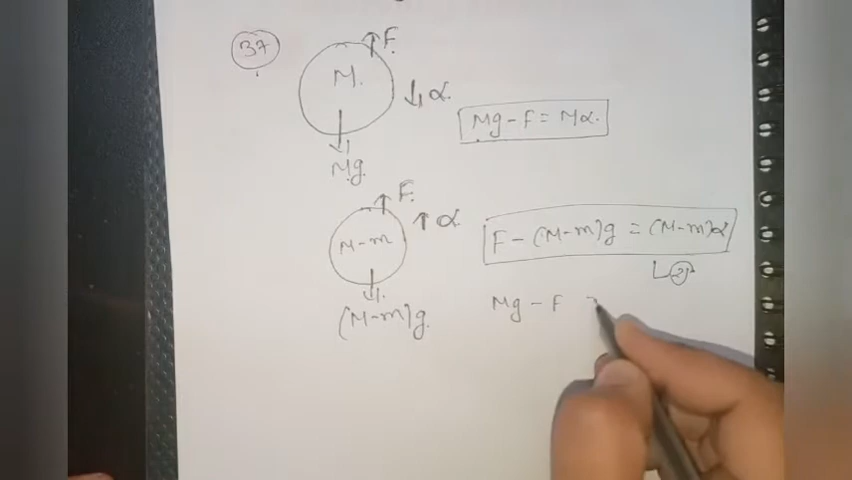 37
F.
M.
↓ α.
Mg - F = Mα.
Mg.
F.
M-m
↑ α
F - (M-m)g = (M-m)α
2
(M-m)g.
Mg - F